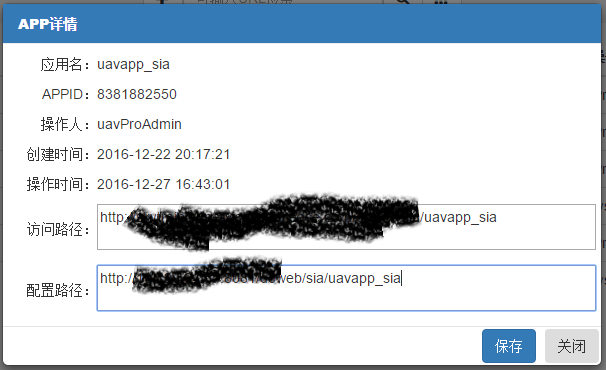 APP详情
应用名：uavapp_sia
APPID：8381882550
操作人：uavProAdmin
创建时间：2016-12-22 20:17:21
操作时间：2016-12-27 16:43:01
访问路径：http:/ /uavapp_sia
配置路径：http:/ web/sia/uavapp_sia
保存 关闭